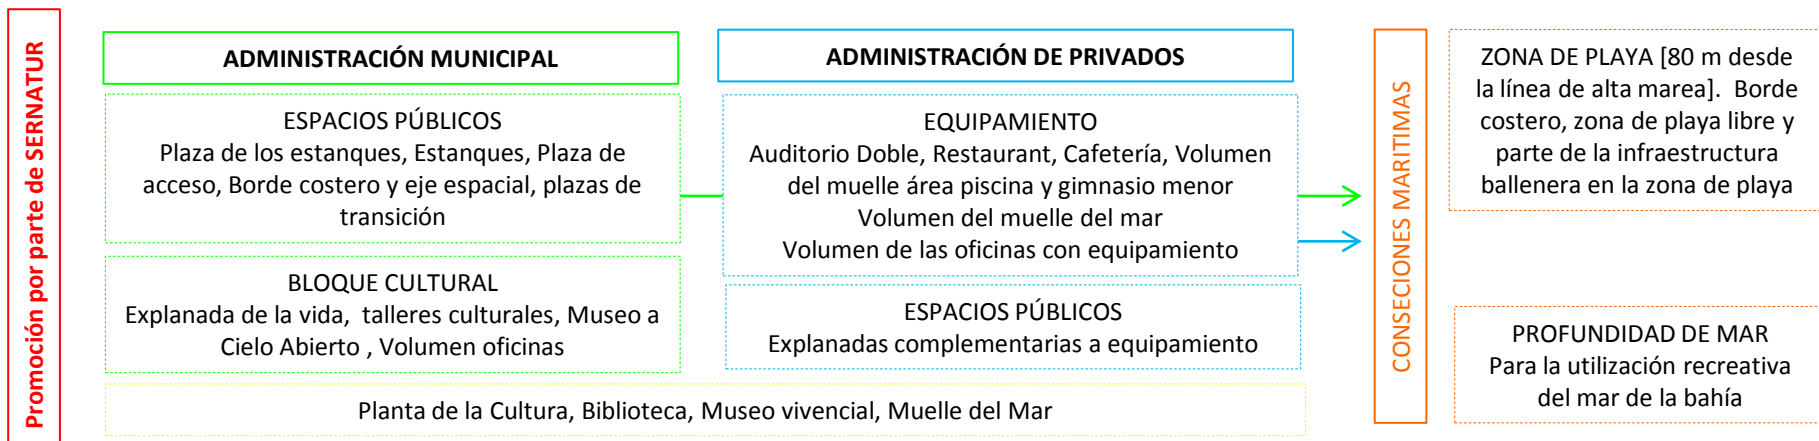 Promoción por parte de SERNATUR
ADMINISTRACIÓN MUNICIPAL
ESPACIOS PÚBLICOS
Plaza de los estanques, Estanques, Plaza de
acceso, Borde costero y eje espacial, plazas de
transición
BLOQUE CULTURAL
Explanada de la vida, talleres culturales, Museo a
Cielo Abierto , Volumen oficinas
ADMINISTRACIÓN DE PRIVADOS
EQUIPAMIENTO
Auditorio Doble, Restaurant, Cafetería, Volumen
del muelle área piscina y gimnasio menor
Volumen del muelle del mar
Volumen de las oficinas con equipamiento
ESPACIOS PÚBLICOS
Explanadas complementarias a equipamiento
Planta de la Cultura, Biblioteca, Museo vivencial, Muelle del Mar
CONSECIONES MARITIMAS
ZONA DE PLAYA [80 m desde
la línea de alta marea]. Borde
costero, zona de playa libre y
parte de la infraestructura
ballenera en la zona de playa
PROFUNDIDAD DE MAR
Para la utilización recreativa
del mar de la bahía